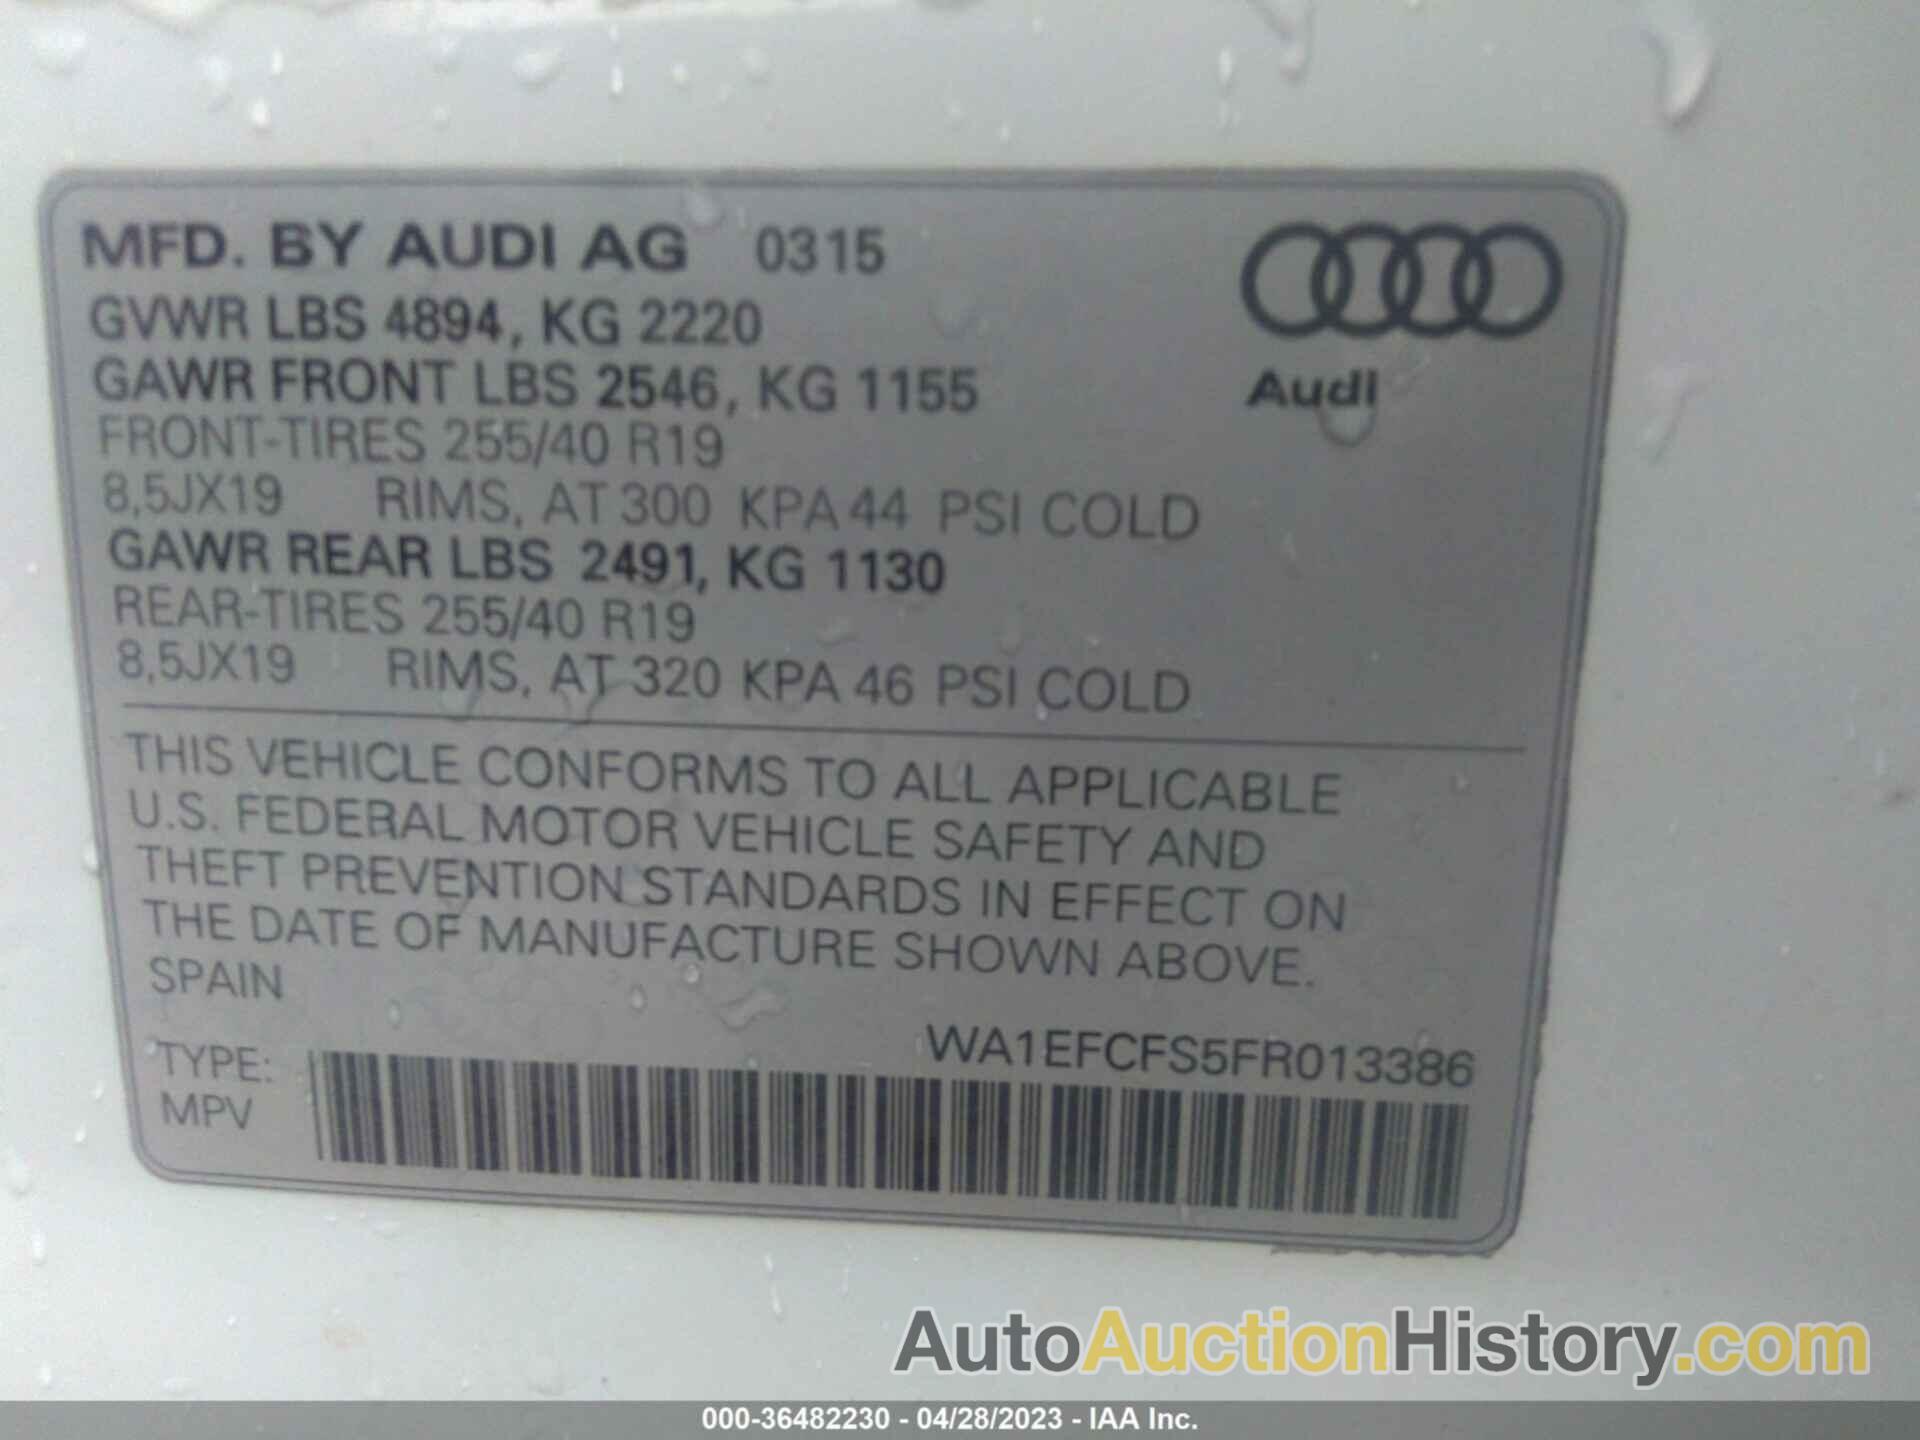 MFD. BY AUDI AG 0315
GVWR LBS 4894, KG 2220
GAWR FRONT LBS 2546, KG 1155
Audi
FRONT-TIRES 255/40 R19
8,5JX19 RIMS, AT 300 KPA 44 PSI COLD
GAWR REAR LBS 2491, KG 1130
REAR-TIRES 255/40 R19
8,5JX19 RIMS, AT 320 KPA 46 PSI COLD
THIS VEHICLE CONFORMS TO ALL APPLICABLE
U.S. FEDERAL MOTOR VEHICLE SAFETY AND
THEFT PREVENTION STANDARDS IN EFFECT ON
THE DATE OF MANUFACTURE SHOWN ABOVE.
SPAIN
WA1EFCFS5FR013386
TYPE:
MPV
AutoAuctionHistory.com
000-36482230 - 04/28/2023 - IAA Inc.